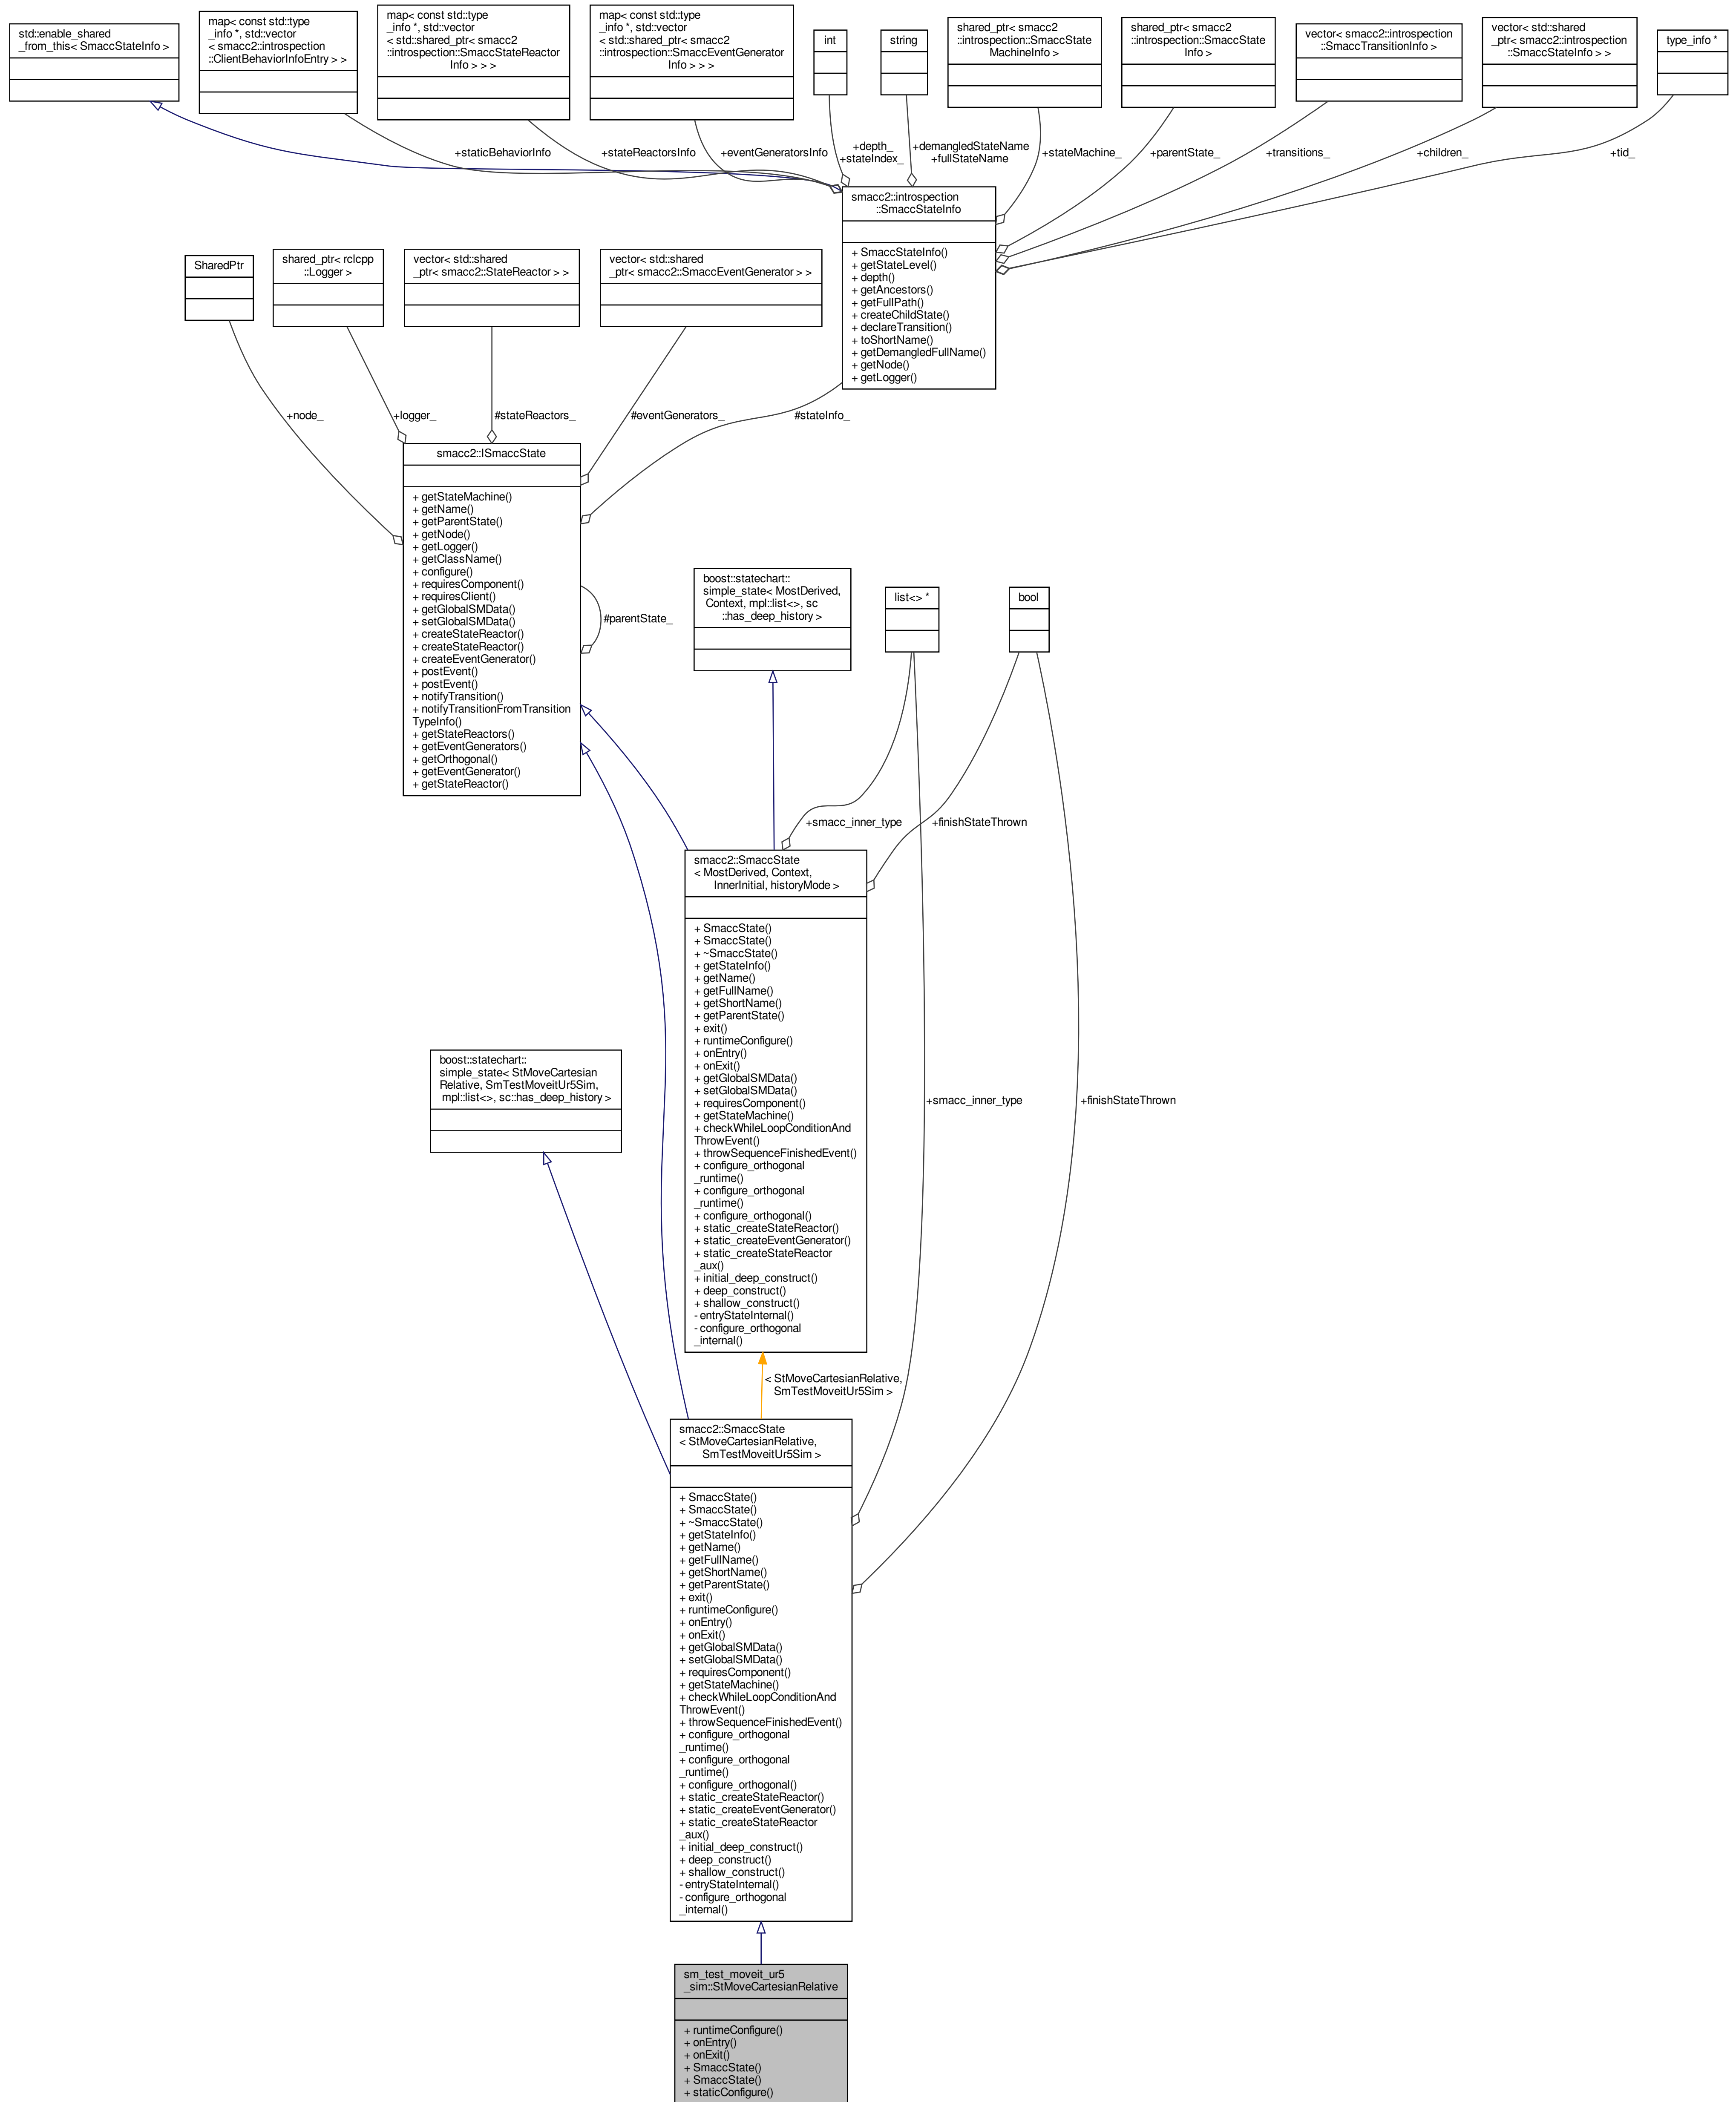 std::enable_shared
_from_this< SmaccStateInfo >
map< const std::type
_info *, std::vector
< smacc2::introspection
::ClientBehaviorInfoEntry > >
map< const std::type
_info *, std::vector
< std::shared_ptr< smacc2
::introspection::SmaccStateReactor
Info > > >
map< const std::type
_info *, std::vector
< std::shared_ptr< smacc2
::introspection::SmaccEventGenerator
Info > > >
int
string
shared_ptr< smacc2
::introspection::SmaccState
MachineInfo >
shared_ptr< smacc2
::introspection::SmaccState
Info >
vector< smacc2::introspection
::SmaccTransitionInfo >
vector< std::shared
_ptr< smacc2::introspection
::SmaccStateInfo > >
type_info *
+staticBehaviorInfo
+stateReactorsInfo
+eventGeneratorsInfo
+depth_
+stateIndex_
+demangledStateName
+fullStateName
+stateMachine_
+parentState_
+transitions_
+children_
+tid_
smacc2::introspection
::SmaccStateInfo
+ SmaccStateInfo()
+ getStateLevel()
+ depth()
+ getAncestors()
+ getFullPath()
+ createChildState()
+ declareTransition()
+ toShortName()
+ getDemangledFullName()
+ getNode()
+ getLogger()
SharedPtr
shared_ptr< rclcpp
::Logger >
vector< std::shared
_ptr< smacc2::StateReactor > >
vector< std::shared
_ptr< smacc2::SmaccEventGenerator > >
+node_
+logger_
#stateReactors_
#eventGenerators_
#stateInfo_
smacc2::ISmaccState
+ getStateMachine()
+ getName()
+ getParentState()
+ getNode()
+ getLogger()
+ getClassName()
+ configure()
+ requiresComponent()
+ requiresClient()
+ getGlobalSMData()
+ setGlobalSMData()
+ createStateReactor()
+ createStateReactor()
+ createEventGenerator()
+ postEvent()
+ postEvent()
+ notifyTransition()
+ notifyTransitionFromTransition
TypeInfo()
+ getStateReactors()
+ getEventGenerators()
+ getOrthogonal()
+ getEventGenerator()
+ getStateReactor()
#parentState_
boost::statechart::
simple_state< MostDerived,
Context, mpl::list<>, sc
::has_deep_history >
list<> *
bool
+smacc_inner_type
+finishStateThrown
smacc2::SmaccState
< MostDerived, Context,
InnerInitial, historyMode >
+ SmaccState()
+ SmaccState()
+ ~SmaccState()
+ getStateInfo()
+ getName()
+ getFullName()
+ getShortName()
+ getParentState()
+ exit()
+ runtimeConfigure()
+ onEntry()
+ onExit()
+ getGlobalSMData()
+ setGlobalSMData()
+ requiresComponent()
+ getStateMachine()
+ checkWhileLoopConditionAnd
ThrowEvent()
+ throwSequenceFinishedEvent()
+ configure_orthogonal
_runtime()
+ configure_orthogonal
_runtime()
+ configure_orthogonal()
+ static_createStateReactor()
+ static_createEventGenerator()
+ static_createStateReactor
_aux()
+ initial_deep_construct()
+ deep_construct()
+ shallow_construct()
- entryStateInternal()
- configure_orthogonal
_internal()
boost::statechart::
simple_state< StMoveCartesian
Relative, SmTestMoveitUr5Sim,
mpl::list<>, sc::has_deep_history >
+smacc_inner_type
+finishStateThrown
< StMoveCartesianRelative,
SmTestMoveitUr5Sim >
smacc2::SmaccState
< StMoveCartesianRelative,
SmTestMoveitUr5Sim >
+ SmaccState()
+ SmaccState()
+ ~SmaccState()
+ getStateInfo()
+ getName()
+ getFullName()
+ getShortName()
+ getParentState()
+ exit()
+ runtimeConfigure()
+ onEntry()
+ onExit()
+ getGlobalSMData()
+ setGlobalSMData()
+ requiresComponent()
+ getStateMachine()
+ checkWhileLoopConditionAnd
ThrowEvent()
+ throwSequenceFinishedEvent()
+ configure_orthogonal
_runtime()
+ configure_orthogonal
_runtime()
+ configure_orthogonal()
+ static_createStateReactor()
+ static_createEventGenerator()
+ static_createStateReactor
_aux()
+ initial_deep_construct()
+ deep_construct()
+ shallow_construct()
- entryStateInternal()
- configure_orthogonal
_internal()
sm_test_moveit_ur5
_sim::StMoveCartesianRelative
+ runtimeConfigure()
+ onEntry()
+ onExit()
+ SmaccState()
+ SmaccState()
+ staticConfigure()